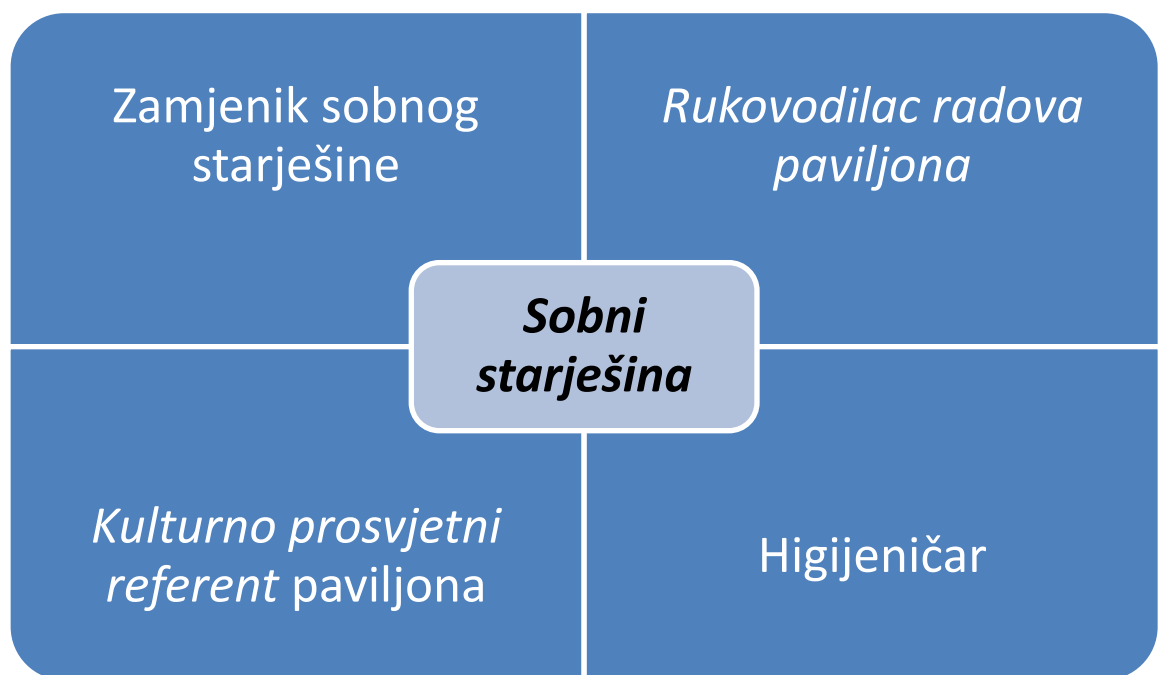 Zamjenik sobnog
starješine
Rukovodilac radova
paviljona
Sobni
starješina
Kulturno prosvjetni
referent paviljona
Higijeničar